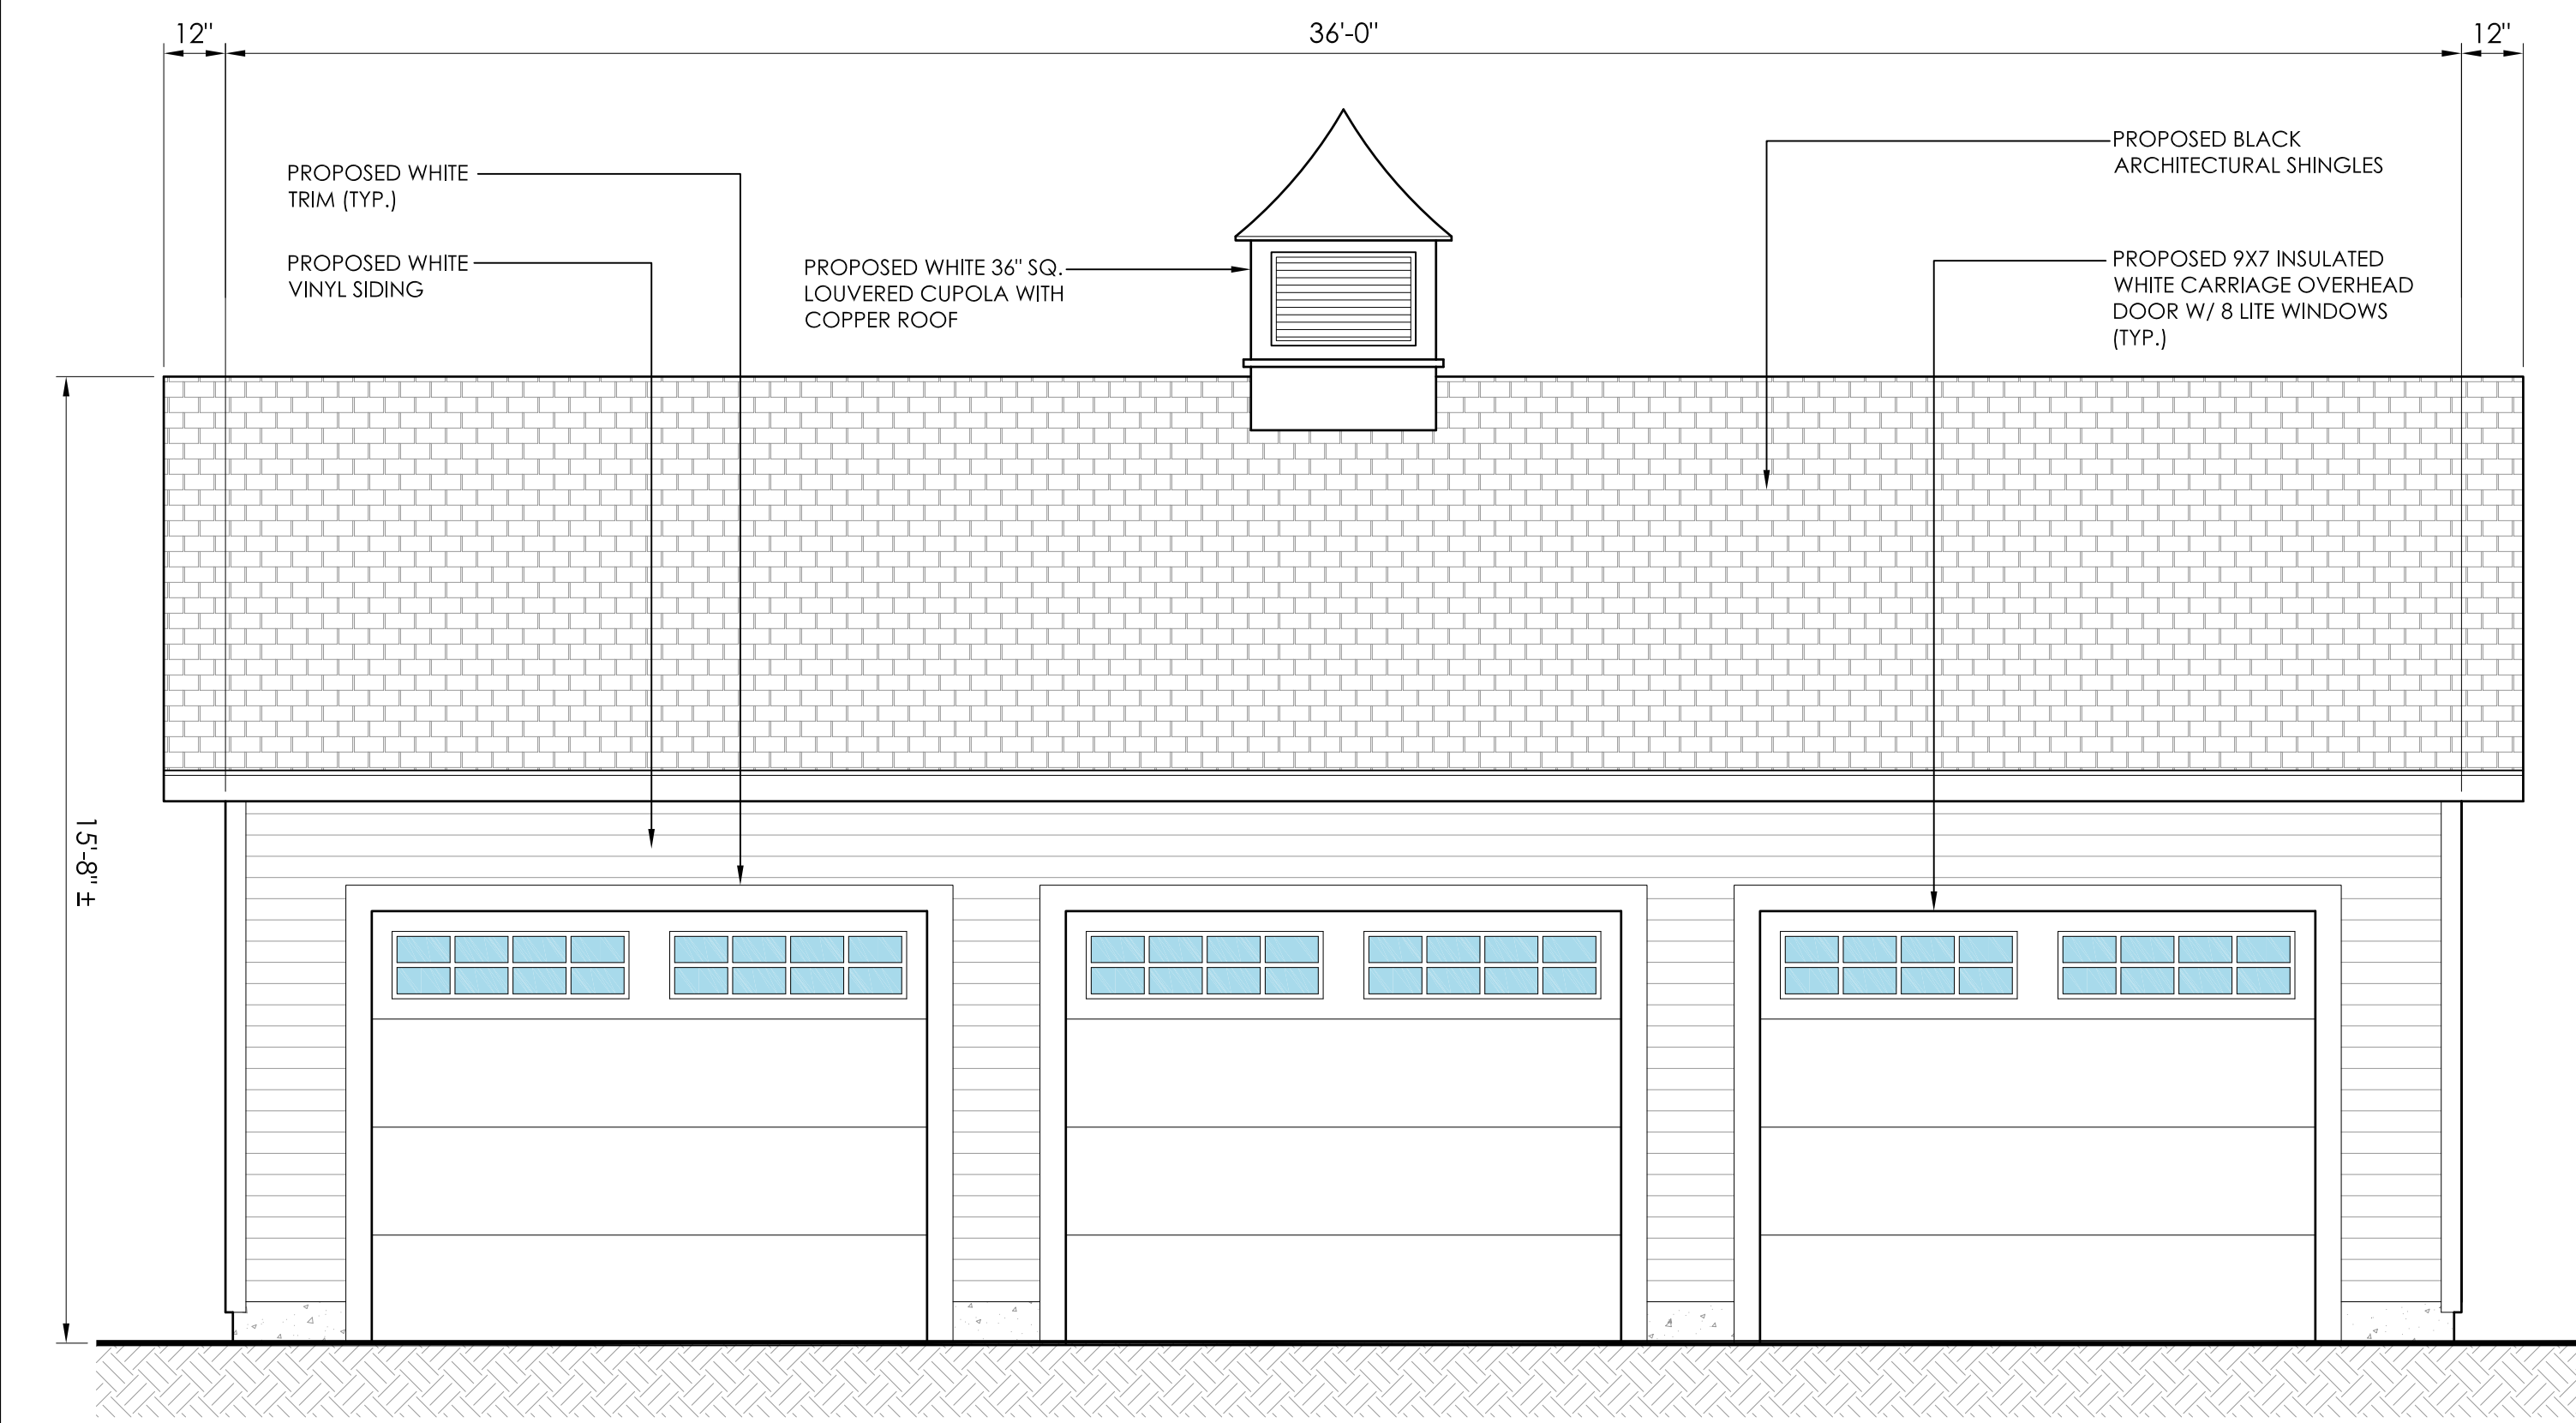 12"
36'-0"
12"
PROPOSED WHITE
TRIM (TYP.)
PROPOSED WHITE
VINYL SIDING
PROPOSED WHITE 36" SQ.
LOUVERED CUPOLA WITH
COPPER ROOF
PROPOSED BLACK
ARCHITECTURAL SHINGLES
PROPOSED 9X7 INSULATED
WHITE CARRIAGE OVERHEAD
DOOR W/ 8 LITE WINDOWS
(TYP.)
15'-8" ±